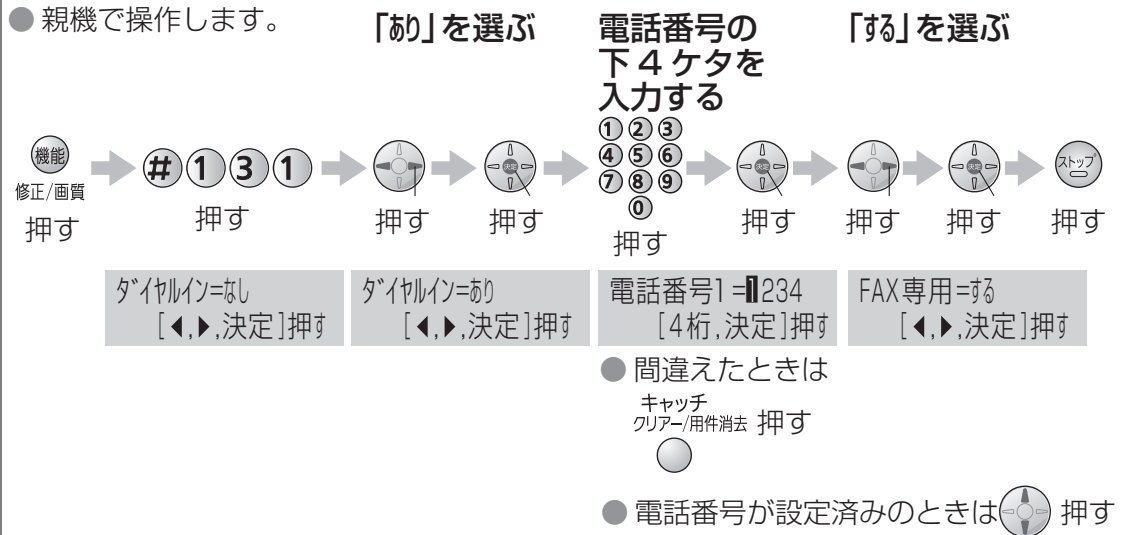 ● 親機で操作します。
「あり」を選ぶ
電話番号の
下4ケタを
入力する
「する」を選ぶ
機能
修正/画質
押す
#131
押す
押す
決定
押す
1 2 3
4 5 6
7 8 9
0
押す
決定
押す
押す
決定
押す
ストップ
押す
ダイヤルイン=なし
[◀,▶,決定]押す
ダイヤルイン=あり
[◀,▶,決定]押す
電話番号1=1234
[4桁,決定]押す
FAX専用=する
[◀,▶,決定]押す
● 間違えたときは
キャッチ
クリアー/用件消去 押す
● 電話番号が設定済みのときは 押す